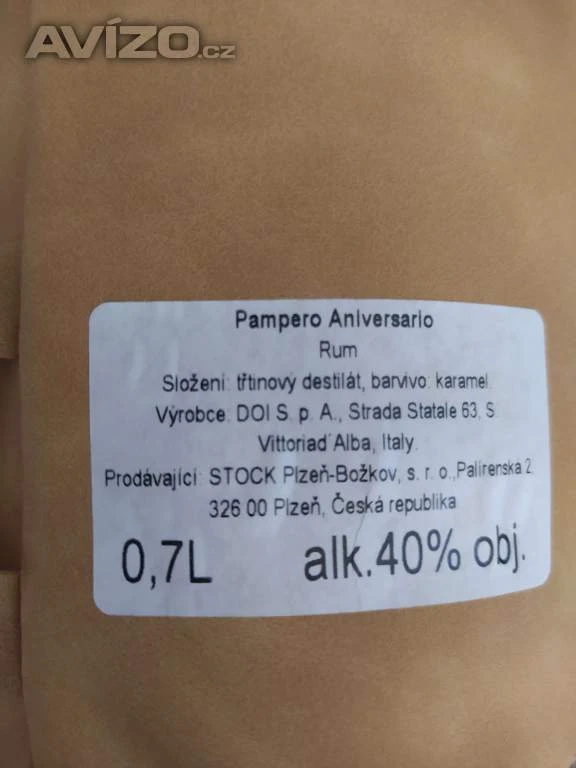 AVÍZO.cz
Pampero Aniversario
Rum
Složení: třtinový destilát, barvivo: karamel.
Výrobce: DOI S. p. A., Strada Statale 63, S.
Vittoriad'Alba, Italy.
Prodávající: STOCK Plzeň-Božkov, s. r. o.,Palírenská 2,
326 00 Plzeň, Česká republika
0,7L alk.40% obj.